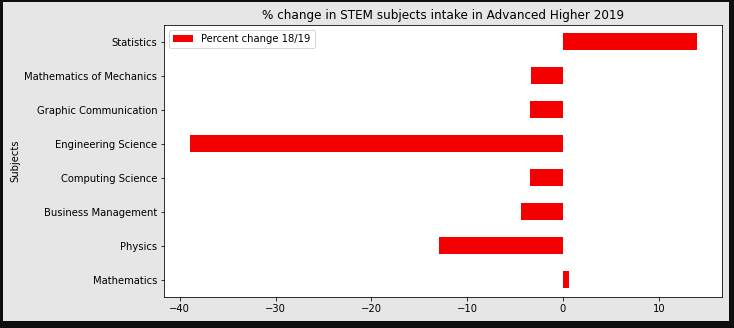 % change in STEM subjects intake in Advanced Higher 2019
Percent change 18/19
Subjects
Statistics
Mathematics of Mechanics
Graphic Communication
Engineering Science
Computing Science
Business Management
Physics
Mathematics
−40 −30 −20 −10 0 10